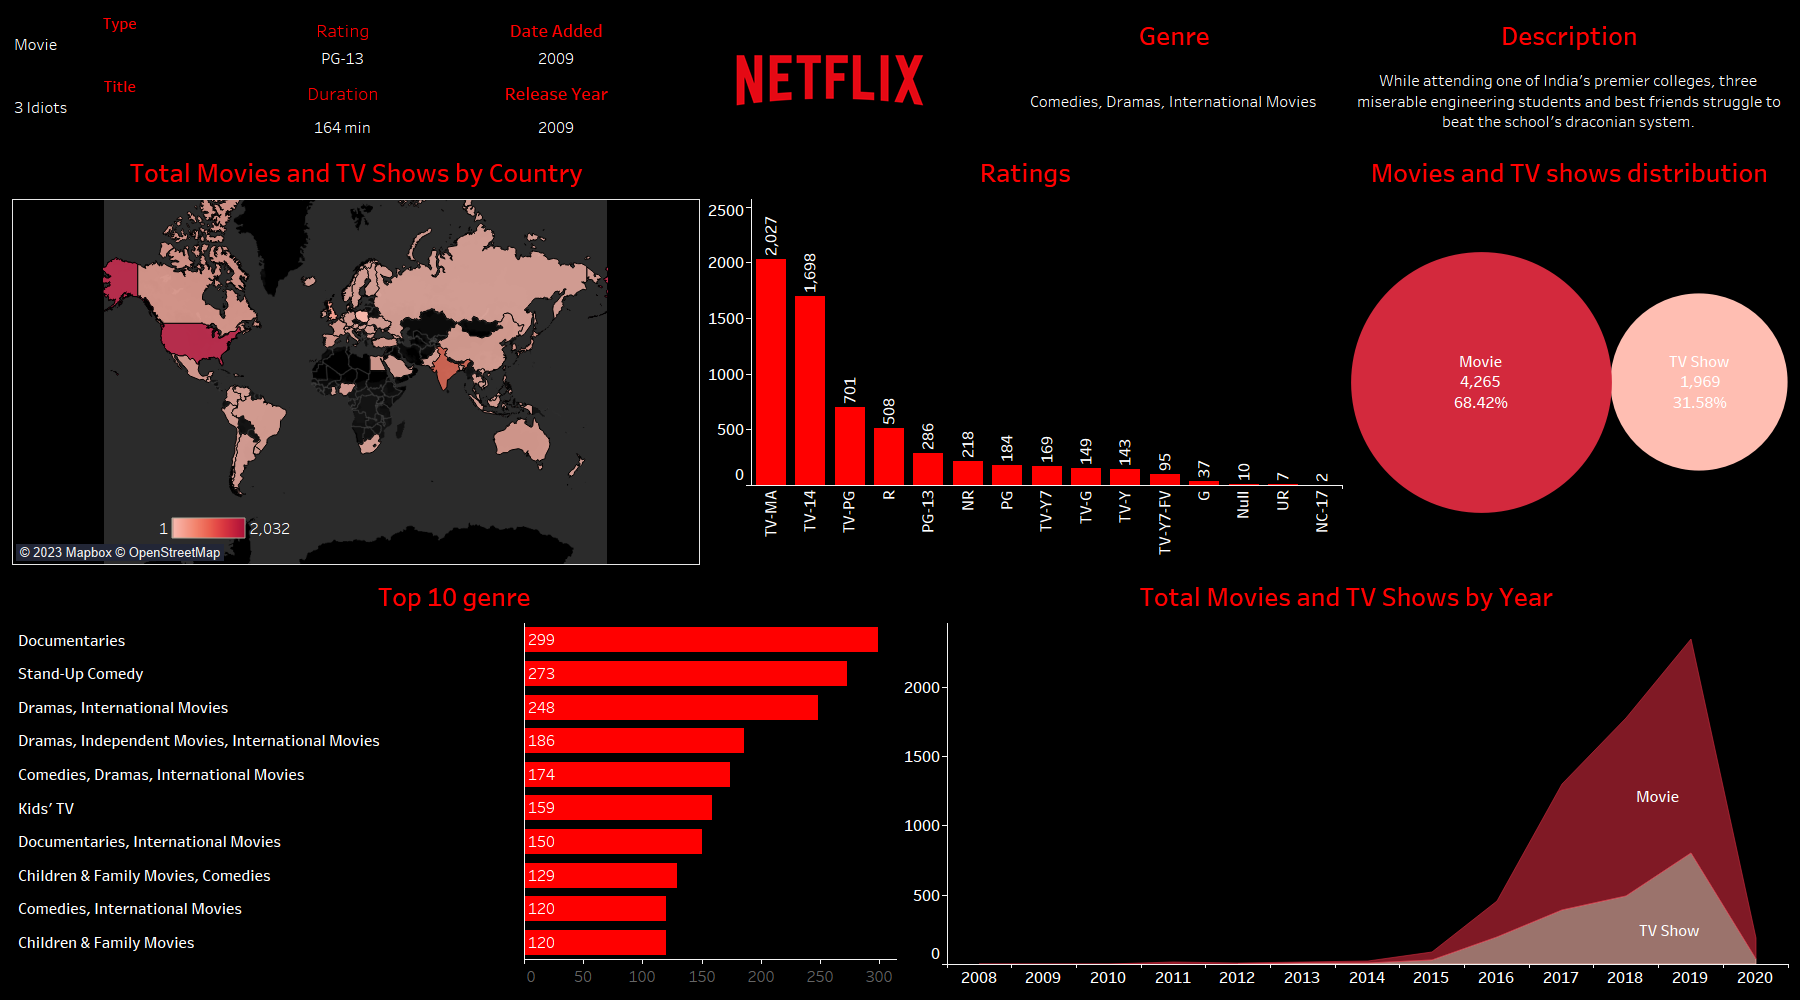 Type
Movie
Title
3 Idiots
Rating
PG-13
Duration
164 min
Date Added
2009
Release Year
2009
NETFLIX
Genre
Comedies, Dramas, International Movies
Description
While attending one of India's premier colleges, three
miserable engineering students and best friends struggle to
beat the school's draconian system.
Total Movies and TV Shows by Country
1
2,032
© 2023 Mapbox © OpenStreetMap
Ratings
2500
2000
1500
1000
500
0
2,027
1,698
701
508
286
218
184
169
149
143
95
37
10
7
2
TV-MA
TV-14
TV-PG
R
PG-13
NR
PG
TV-Y7
TV-G
TV-Y
TV-Y7-FV
G
Null
UR
NC-17
Movies and TV shows distribution
Movie
4,265
68.42%
TV Show
1,969
31.58%
Top 10 genre
Documentaries 299
Stand-Up Comedy 273
Dramas, International Movies 248
Dramas, Independent Movies, International Movies 186
Comedies, Dramas, International Movies 174
Kids' TV 159
Documentaries, International Movies 150
Children & Family Movies, Comedies 129
Comedies, International Movies 120
Children & Family Movies 120
0 50 100 150 200 250 300
Total Movies and TV Shows by Year
2000
1500
1000
500
0
Movie
TV Show
2008 2009 2010 2011 2012 2013 2014 2015 2016 2017 2018 2019 2020